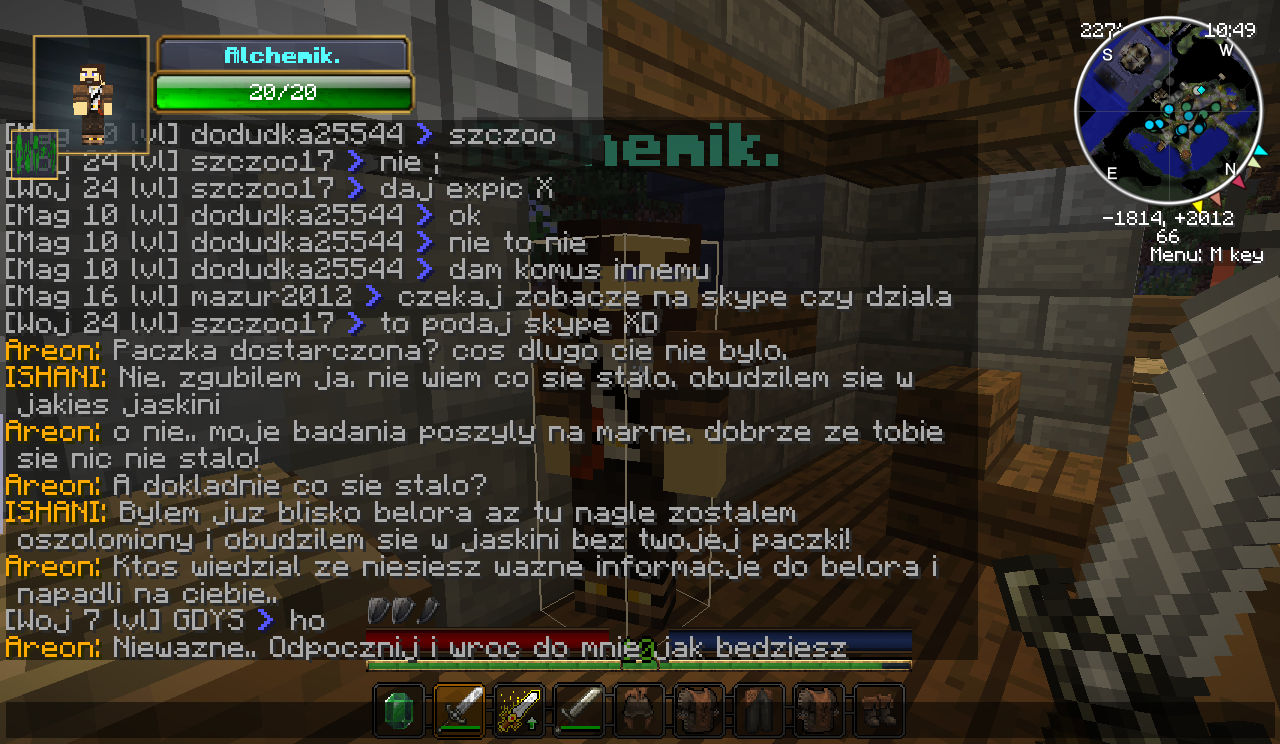 Alchemik.
20/20
227° 10:49
S W
E N
-1814, +2012
66
Menu: M key
henik.
0 lvl] dodudka25544 > szczoo
24 lvl] szczoo17 > nie ;
[Woj 24 lvl] szczoo17 > daj expic X
[Mag 10 lvl] dodudka25544 > ok
[Mag 10 lvl] dodudka25544 > nie to nie
[Mag 10 lvl] dodudka25544 > dam komus innemu
[Mag 16 lvl] mazur2012 > czekaj zobacze na skype czy dziala
[Woj 24 lvl] szczoo17 > to podaj skype XD
Areon: Paczka dostarczona? cos dlugo cie nie bylo.
ISHANI: Nie. zgubilem ja. nie wiem co sie stalo. obudzilem sie w
jakies jaskini
Areon: o nie.. moje badania poszyly na marne. dobrze ze tobie
sie nic nie stalo!
Areon: A dokladnie co sie stalo?
ISHANI: Bylem juz blisko belora az tu nagle zostalem
oszolomiony i obudzilem sie w jaskini bez twojej paczki!
Areon: Ktos wiedzial ze niesiesz wazne informacje do belora i
napadli na ciebie..
[Woj 7 lvl] GDYS > ho
Areon: Niewazne.. Odpocznij i wroc do mnie jak bedziesz